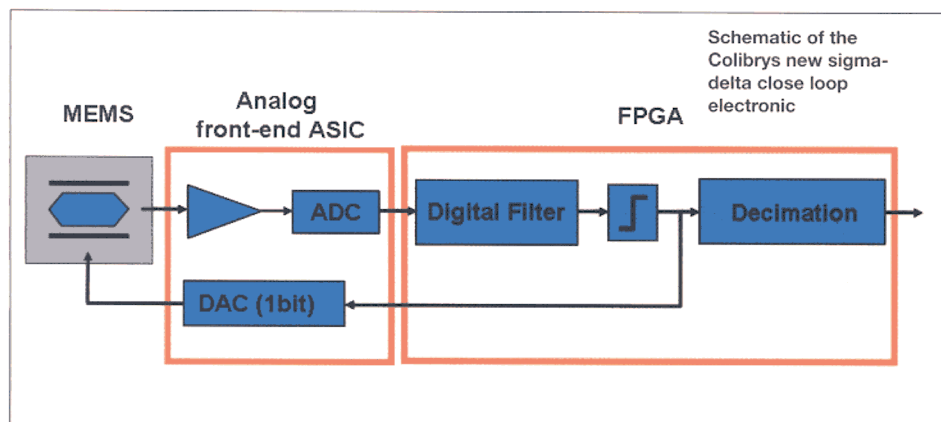 Schematic of the
Colibrys new sigma-
delta close loop
electronic
MEMS
Analog
front-end ASIC
FPGA
ADC
Digital Filter
Decimation
DAC (1bit)